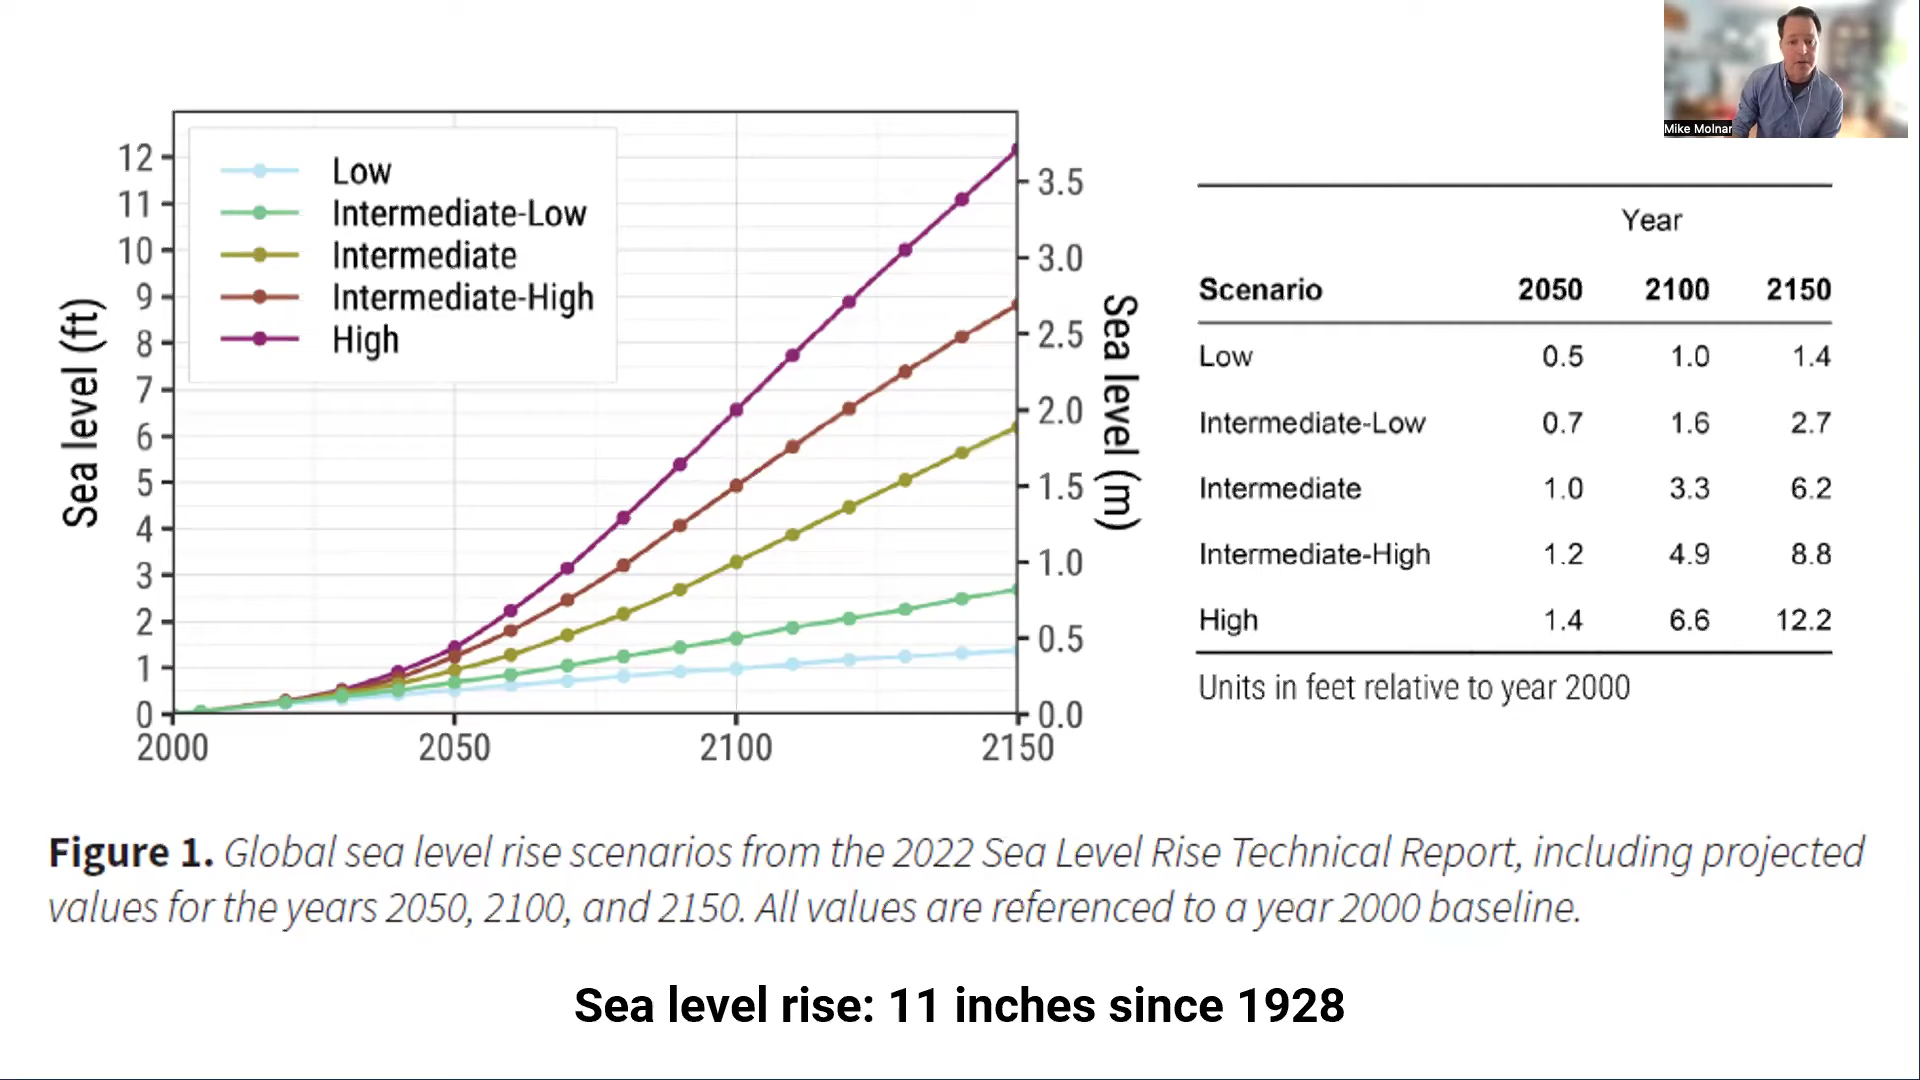 Mike Molnar
Sea level (ft)
12
11
10
9
8
7
6
5
4
3
2
1
0
Low
Intermediate-Low
Intermediate
Intermediate-High
High
3.5
3.0
2.5
2.0
1.5
1.0
0.5
0.0
Sea level (m)
2000 2050 2100 2150
Year
Scenario 2050 2100 2150
Low 0.5 1.0 1.4
Intermediate-Low 0.7 1.6 2.7
Intermediate 1.0 3.3 6.2
Intermediate-High 1.2 4.9 8.8
High 1.4 6.6 12.2
Units in feet relative to year 2000
Figure 1. Global sea level rise scenarios from the 2022 Sea Level Rise Technical Report, including projected
values for the years 2050, 2100, and 2150. All values are referenced to a year 2000 baseline.
Sea level rise: 11 inches since 1928